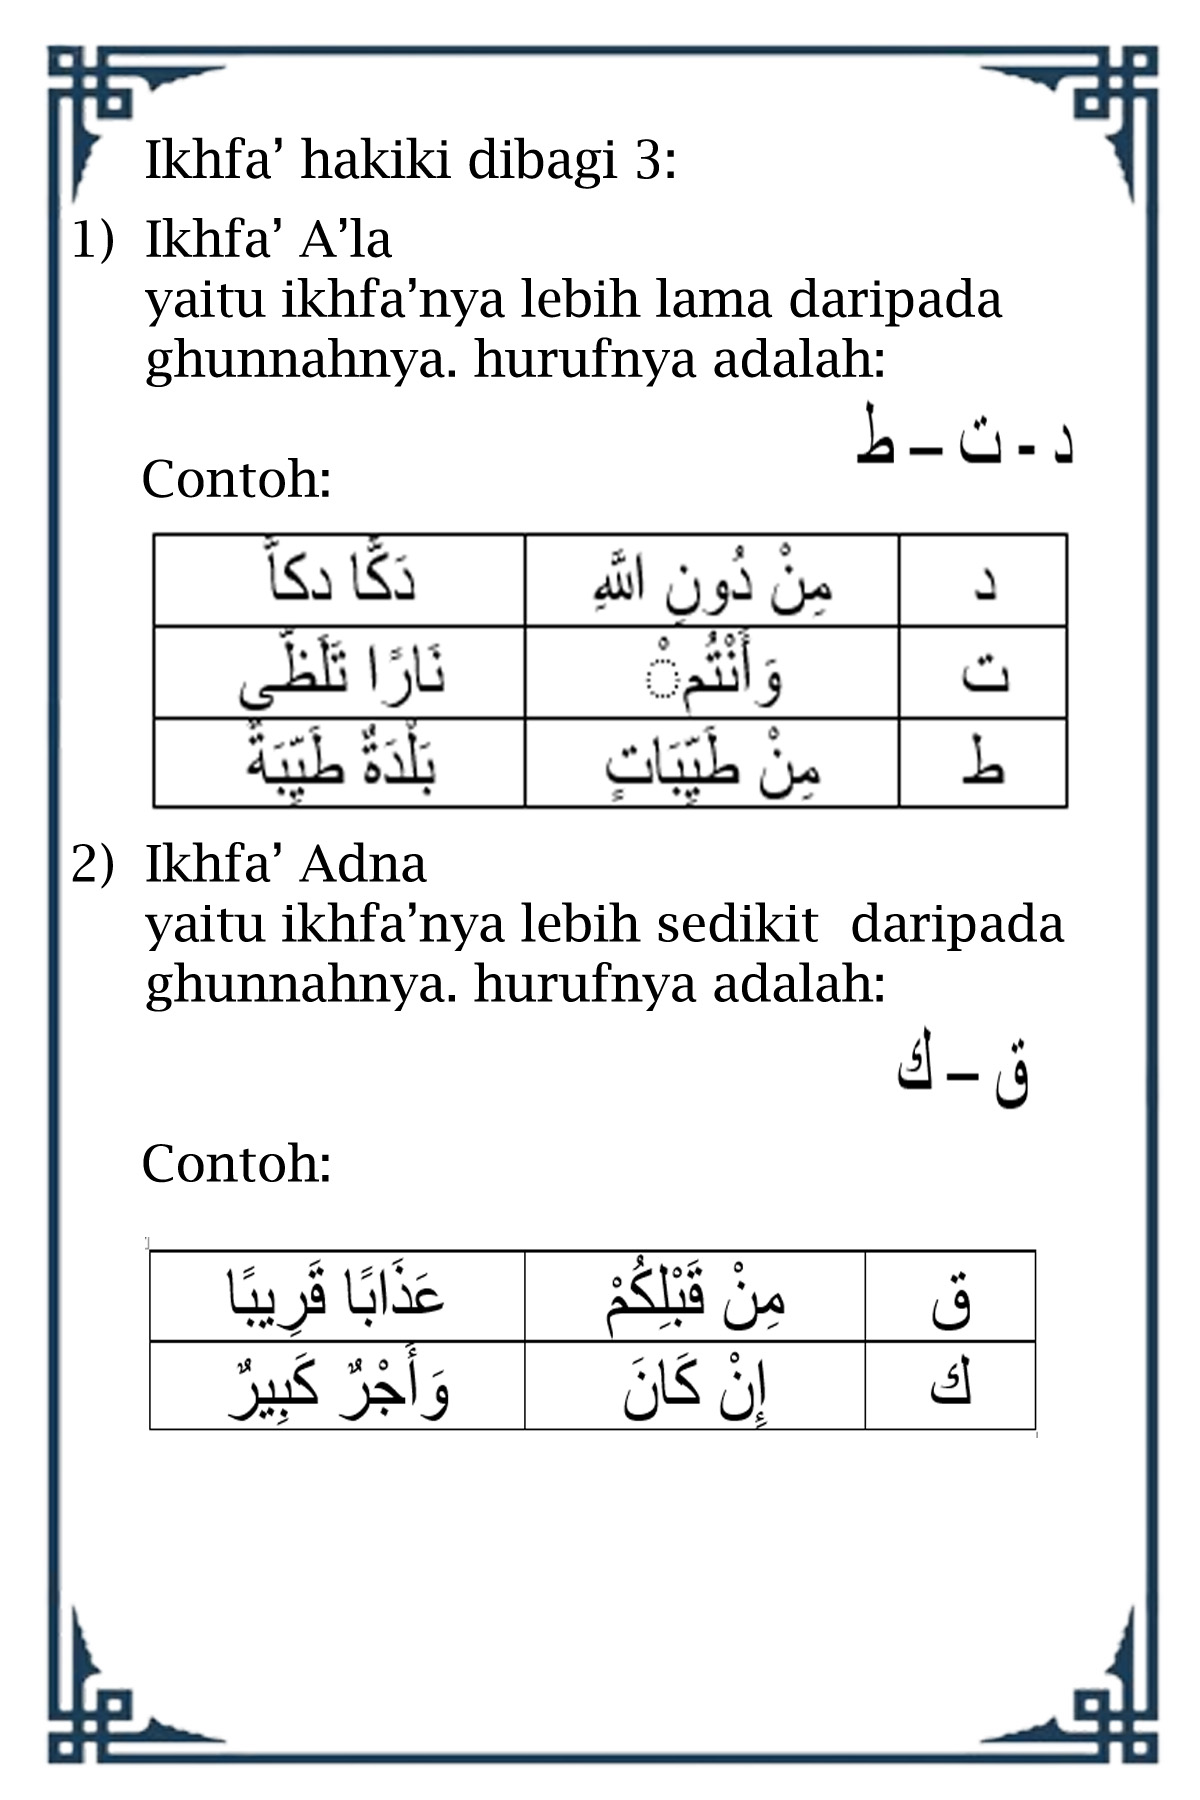 Ikhfa’ hakiki dibagi 3:
1) Ikhfa’ A’la
yaitu ikhfa’nya lebih lama daripada
ghunnahnya. hurufnya adalah:
د - ت – ط
Contoh:
د مِنْ دُونِ اللَّهِ دَكًّا دكاًّ
ت وَأَنْتُم◌ْ نَارًا تَلَظَّى
ط مِنْ طَيِّبَاتٍ بَلْدَةٌ طَيِّبَةٌ
2) Ikhfa’ Adna
yaitu ikhfa’nya lebih sedikit  daripada
ghunnahnya. hurufnya adalah:
ق – ك
Contoh:
ق مِنْ قَبْلِكُمْ عَذَابًا قَرِيبًا
ك إِنْ كَانَ وَأَجْرٌ كَبِيرٌ